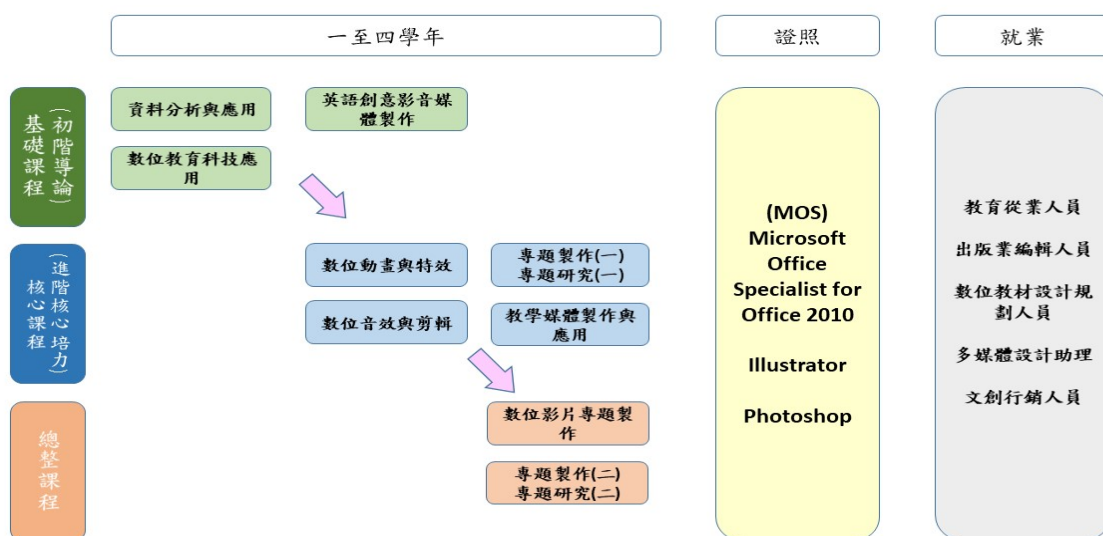 一至四學年
證照
就業
基礎課程
(初階導論)
資料分析與應用
英語創意影音媒
體製作
數位教育科技應
用
核心課程
(進階核心培力)
數位動畫與特效
專題製作(一)
專題研究(一)
數位音效與剪輯
教學媒體製作與
應用
總整課程
數位影片專題製
作
專題製作(二)
專題研究(二)
(MOS)
Microsoft
Office
Specialist for
Office 2010
Illustrator
Photoshop
教育從業人員
出版業編輯人員
數位教材設計規
劃人員
多媒體設計助理
文創行銷人員